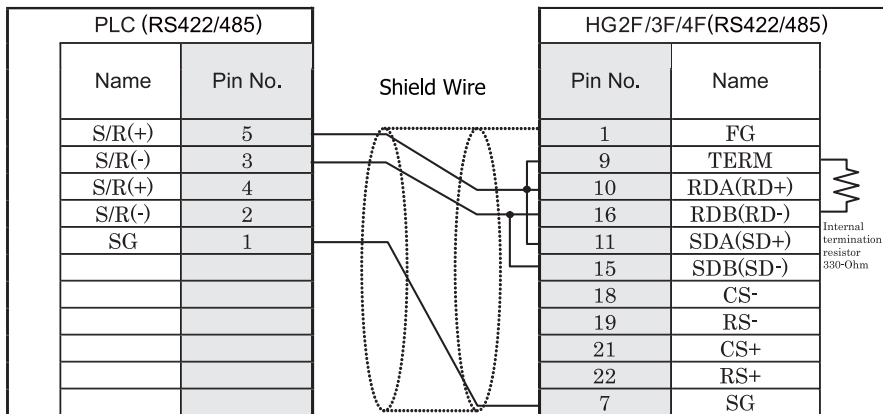 PLC (RS422/485)
Name Pin No.
S/R(+) 5
S/R(-) 3
S/R(+) 4
S/R(-) 2
SG 1
Shield Wire
HG2F/3F/4F(RS422/485)
Pin No. Name
1 FG
9 TERM
10 RDA(RD+)
16 RDB(RD-)
11 SDA(SD+)
15 SDB(SD-)
18 CS-
19 RS-
21 CS+
22 RS+
7 SG
Internal
termination
resistor
330-Ohm